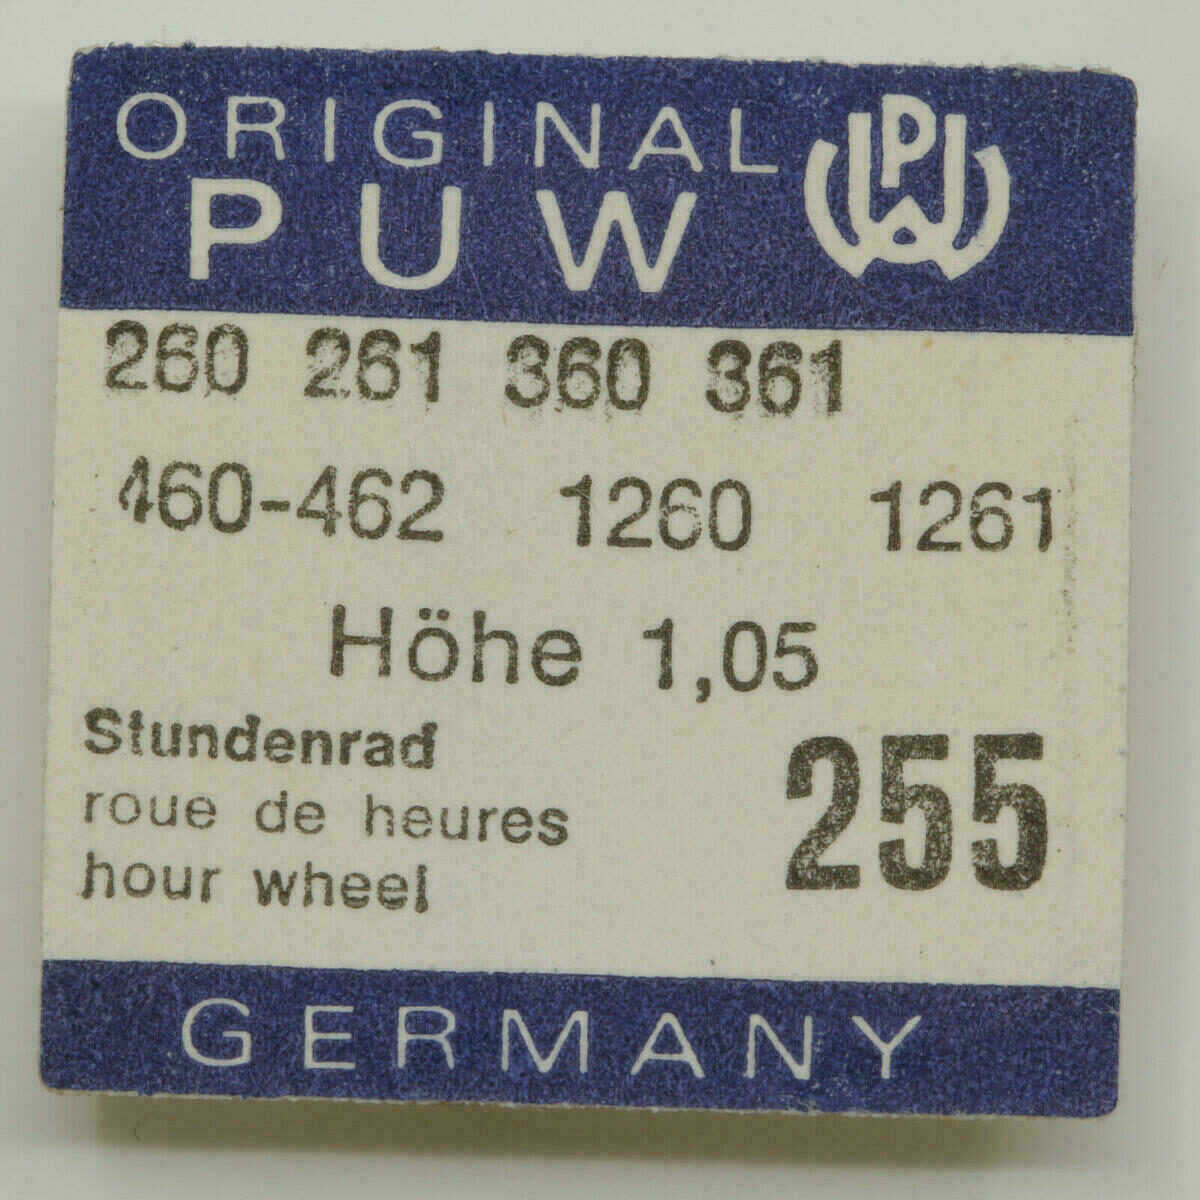 ORIGINAL
PUW
260 261 360 361
460-462 1260 1261
Höhe 1,05
Stundenrad
roue de heures
hour wheel
255
GERMANY